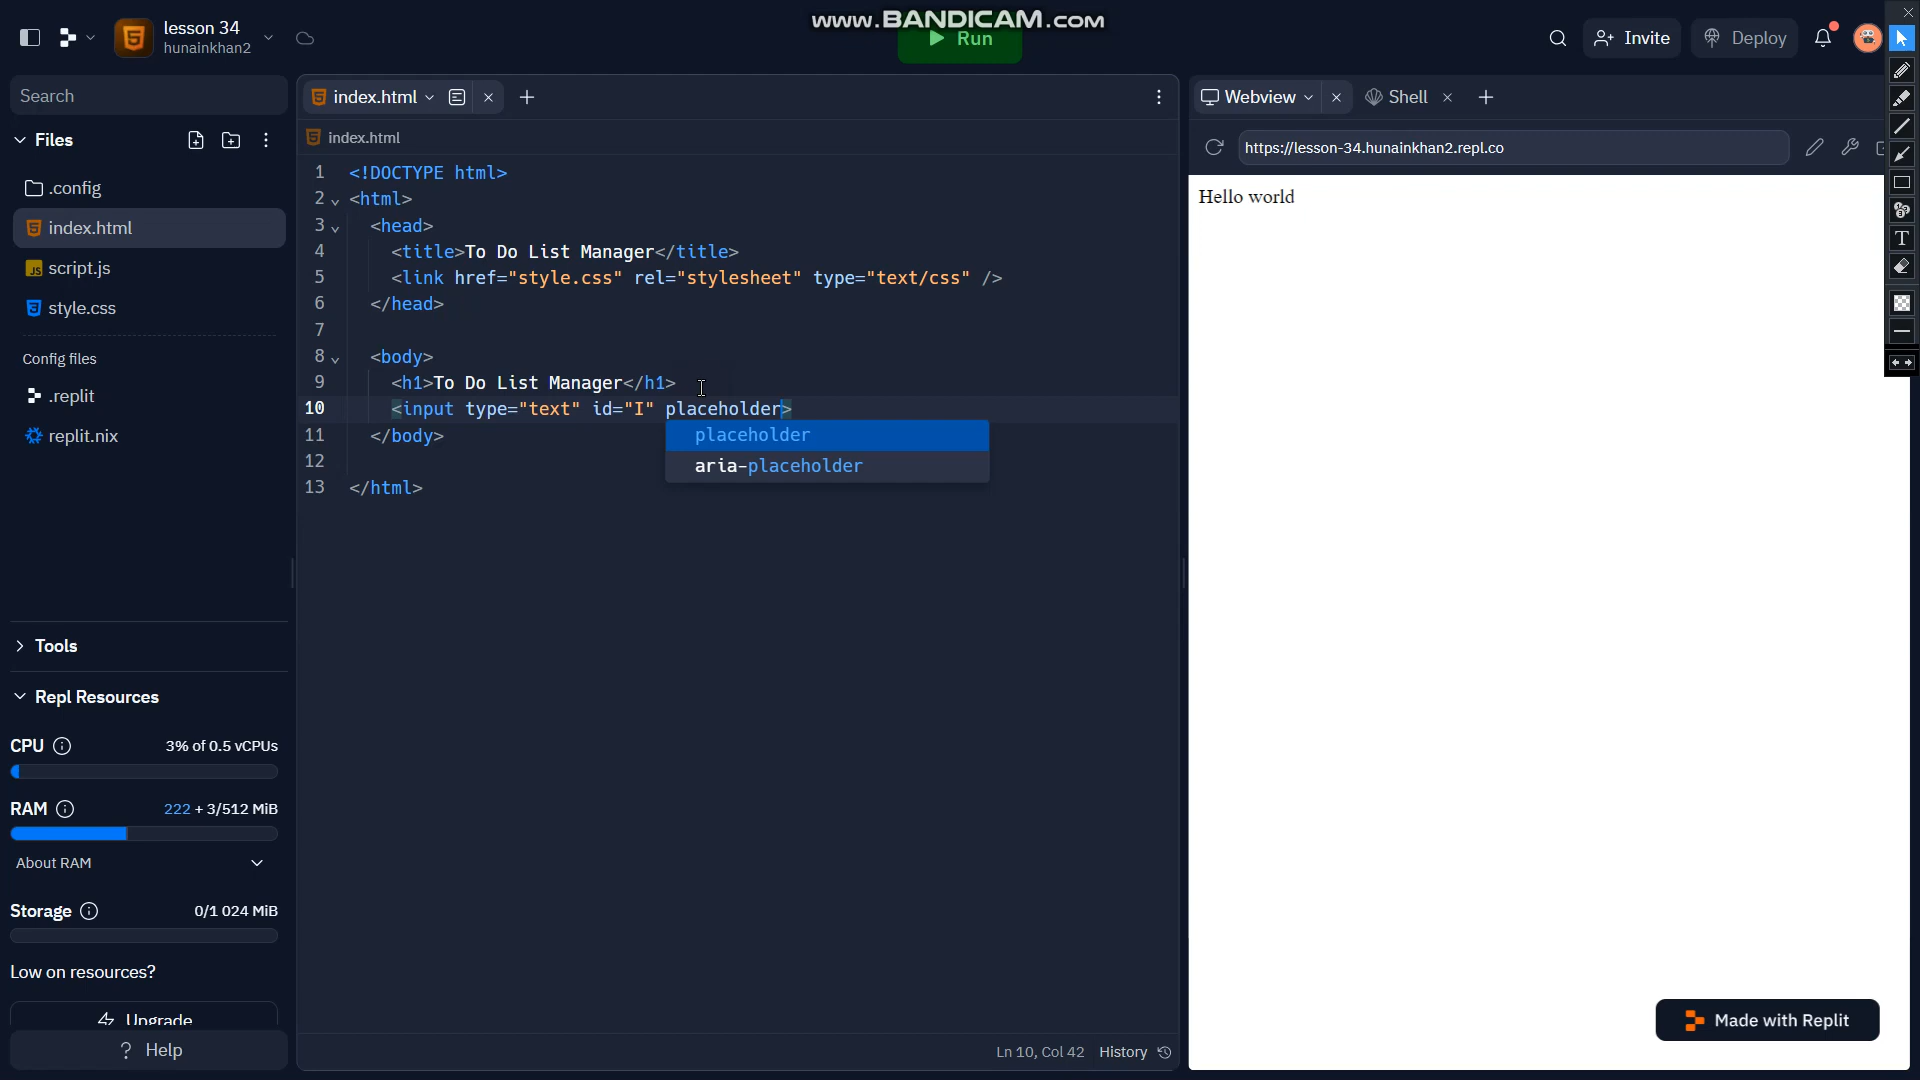 www.BANDICAM.com
lesson 34
hunainkhan2
Run
Invite
Deploy
Search
Files
.config
index.html
script.js
style.css
Config files
.replit
replit.nix
Tools
Repl Resources
CPU
3% of 0.5 vCPUs
RAM
222 + 3/512 MiB
About RAM
Storage
0/1 024 MiB
Low on resources?
Upgrade
? Help
index.html
index.html
1 <!DOCTYPE html>
2 <html>
3 <head>
4 <title>To Do List Manager</title>
5 <link href="style.css" rel="stylesheet" type="text/css" />
6 </head>
7
8 <body>
9 <h1>To Do List Manager</h1>
10 <input type="text" id="I" placeholder>
placeholder
aria-placeholder
11 </body>
12
13 </html>
Ln 10, Col 42 History
Webview
Shell
https://lesson-34.hunainkhan2.repl.co
Hello world
Made with Replit
T